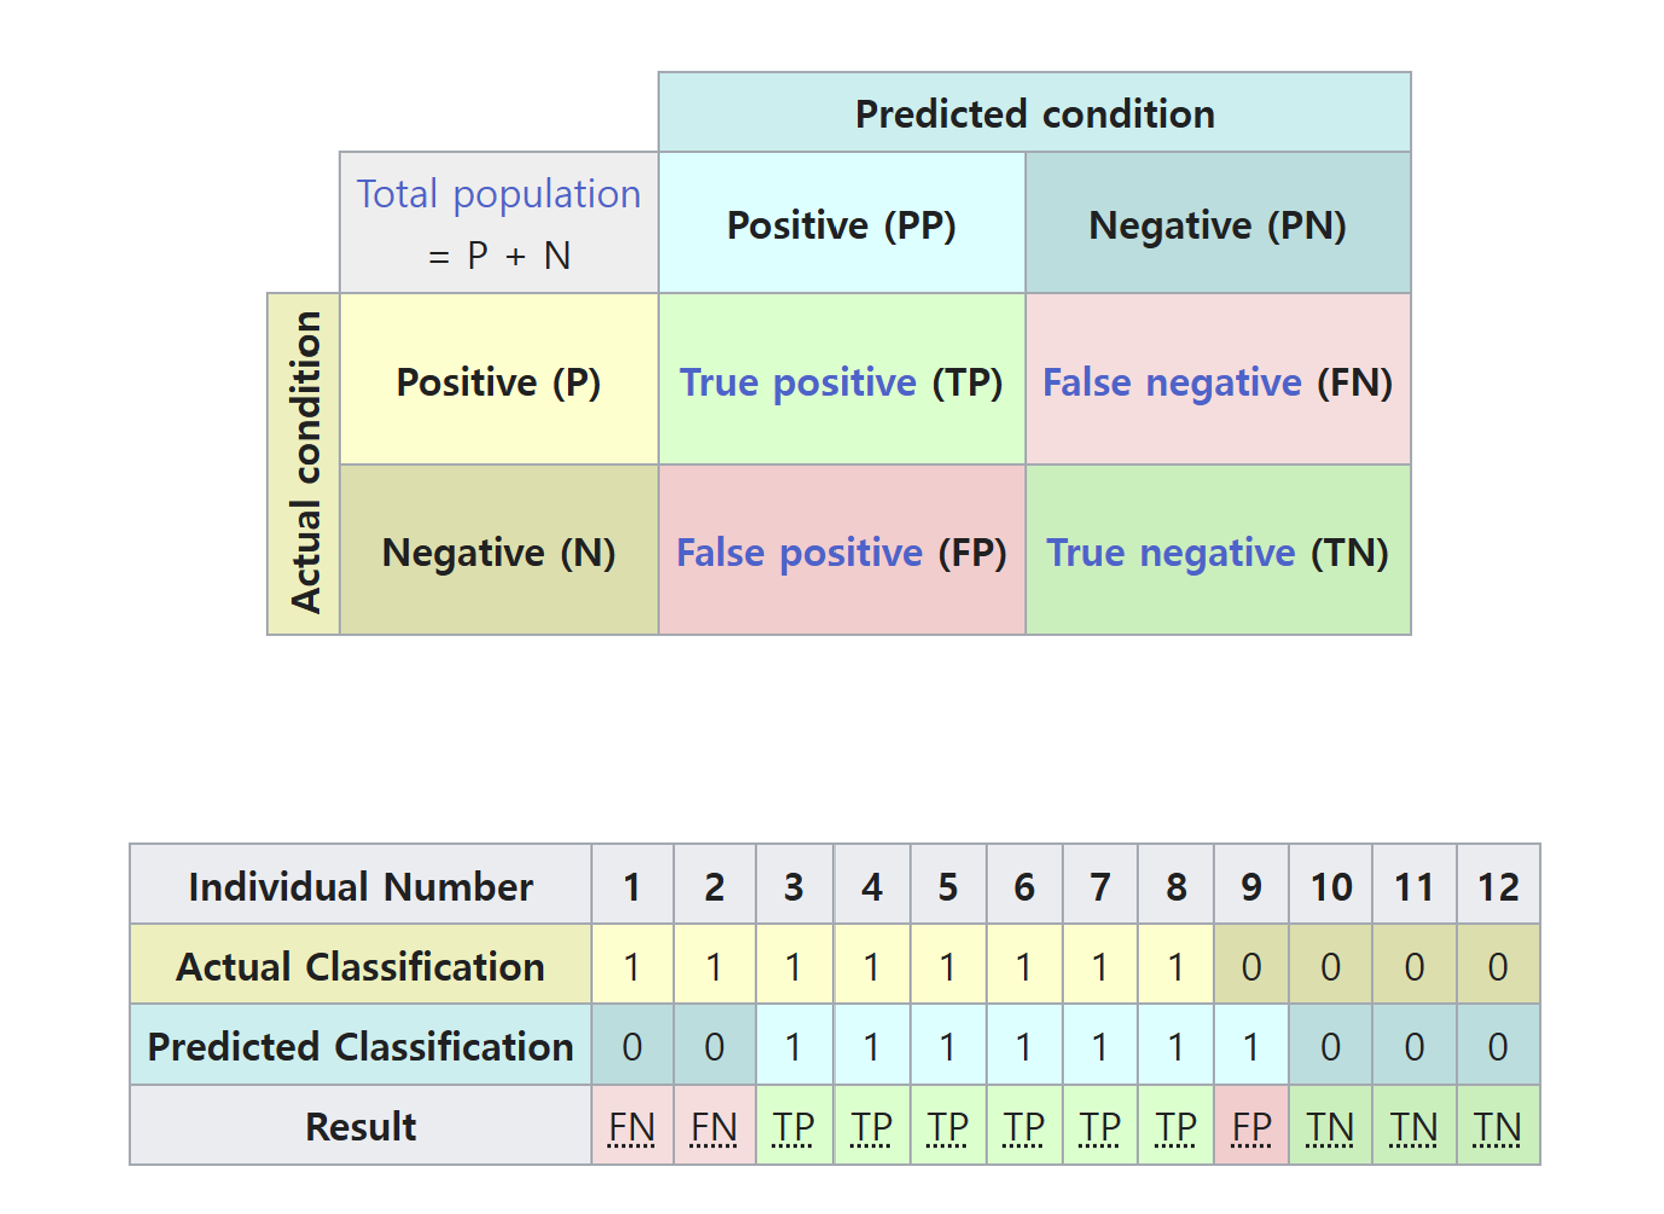 Predicted condition
Total population
= P + N
Positive (PP)
Negative (PN)
Actual condition
Positive (P)
True positive (TP)
False negative (FN)
Negative (N)
False positive (FP)
True negative (TN)
Individual Number 1 2 3 4 5 6 7 8 9 10 11 12
Actual Classification 1 1 1 1 1 1 1 1 0 0 0 0
Predicted Classification 0 0 1 1 1 1 1 1 1 0 0 0
Result FN FN TP TP TP TP TP TP FP TN TN TN